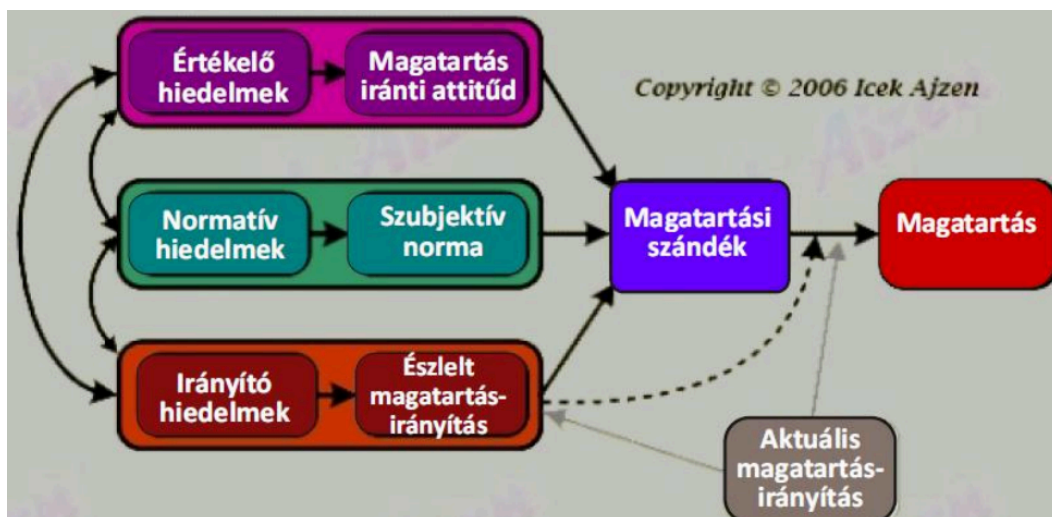 Értékelő
hiedelmek
Magatartás
iránti attitűd
Copyright © 2006 Icek Ajzen
Normatív
hiedelmek
Szubjektív
norma
Magatartási
szándék
Magatartás
Irányító
hiedelmek
Észlelt
magatartás-
irányítás
Aktuális
magatartás-
irányítás